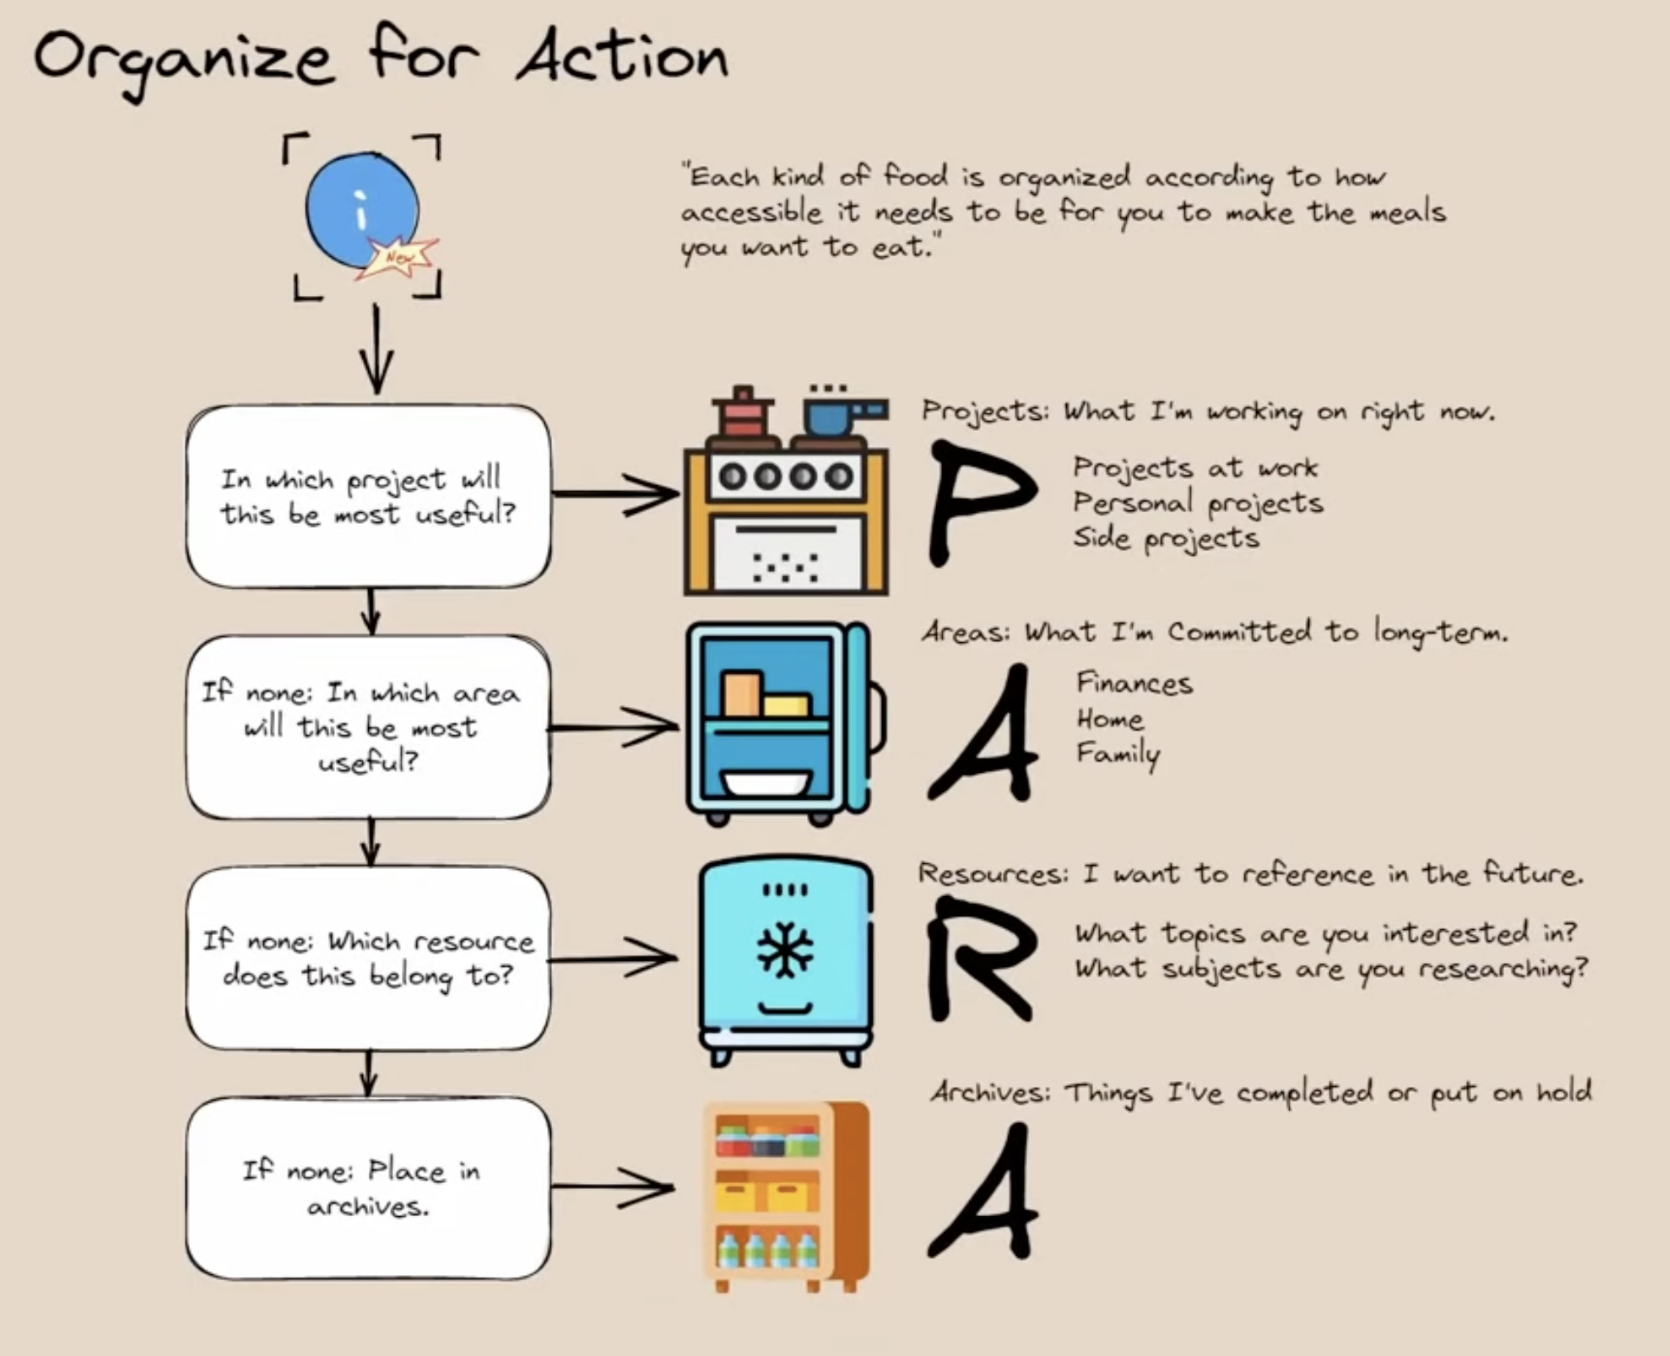 Organize for Action
i
New
"Each kind of food is organized according to how
accessible it needs to be for you to make the meals
you want to eat."
In which project will
this be most useful?
Projects: What I'm working on right now.
P
Projects at work
Personal projects
Side projects
If none: In which area
will this be most
useful?
Areas: What I'm Committed to long-term.
A
Finances
Home
Family
If none: Which resource
does this belong to?
Resources: I want to reference in the future.
R
What topics are you interested in?
What subjects are you researching?
If none: Place in
archives.
Archives: Things I've completed or put on hold
A